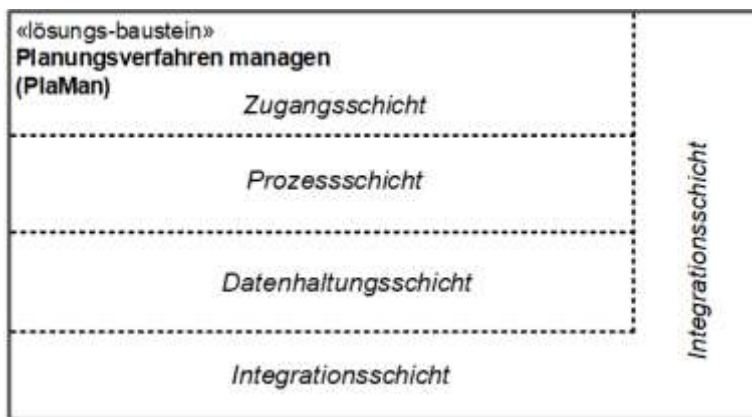 «lösungs-baustein»
Planungsverfahren managen
(PlaMan)
Zugangsschicht
Prozessschicht
Datenhaltungsschicht
Integrationsschicht
Integrationsschicht